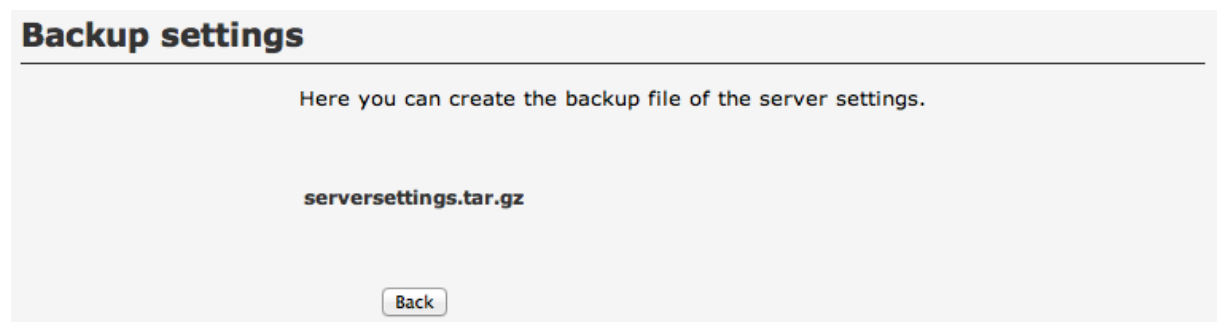 Backup settings
Here you can create the backup file of the server settings.
serversettings.tar.gz
Back